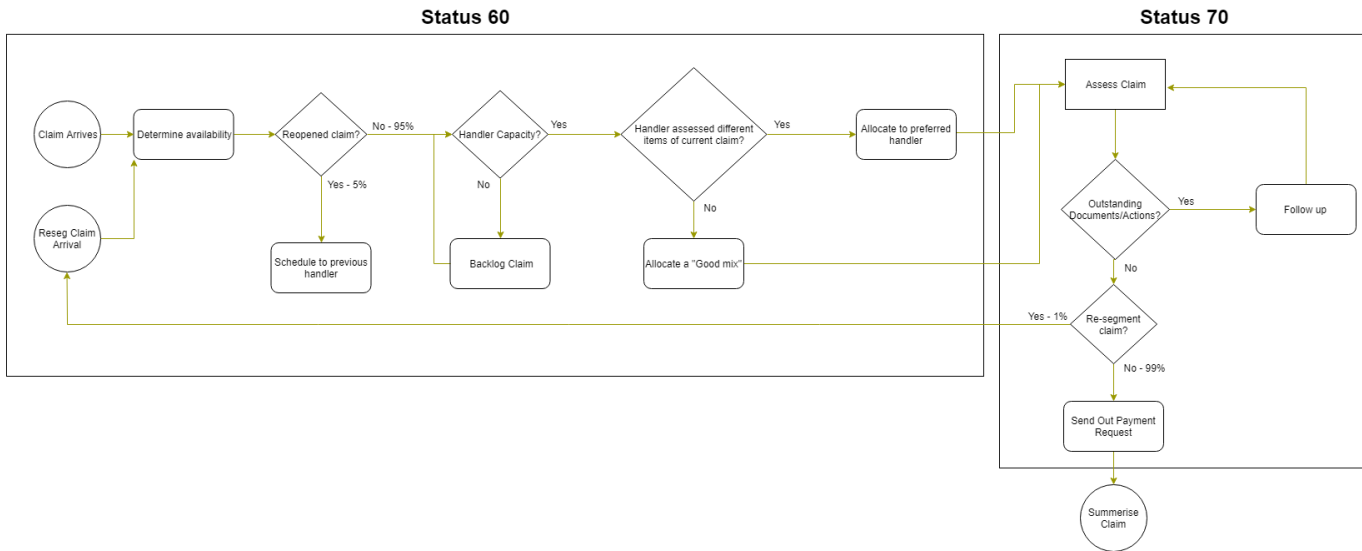 Status 60
Status 70
Claim Arrives
Determine availability
Reopened claim?
No - 95%
Handler Capacity?
Yes
Handler assessed different
items of current claim?
Yes
Allocate to preferred
handler
Assess Claim
Yes - 5%
No
No
Reseg Claim
Arrival
Schedule to previous
handler
Backlog Claim
Allocate a "Good mix"
Outstanding
Documents/Actions?
Yes
Follow up
No
Yes - 1%
Re-segment
claim?
No - 99%
Send Out Payment
Request
Summerise
Claim